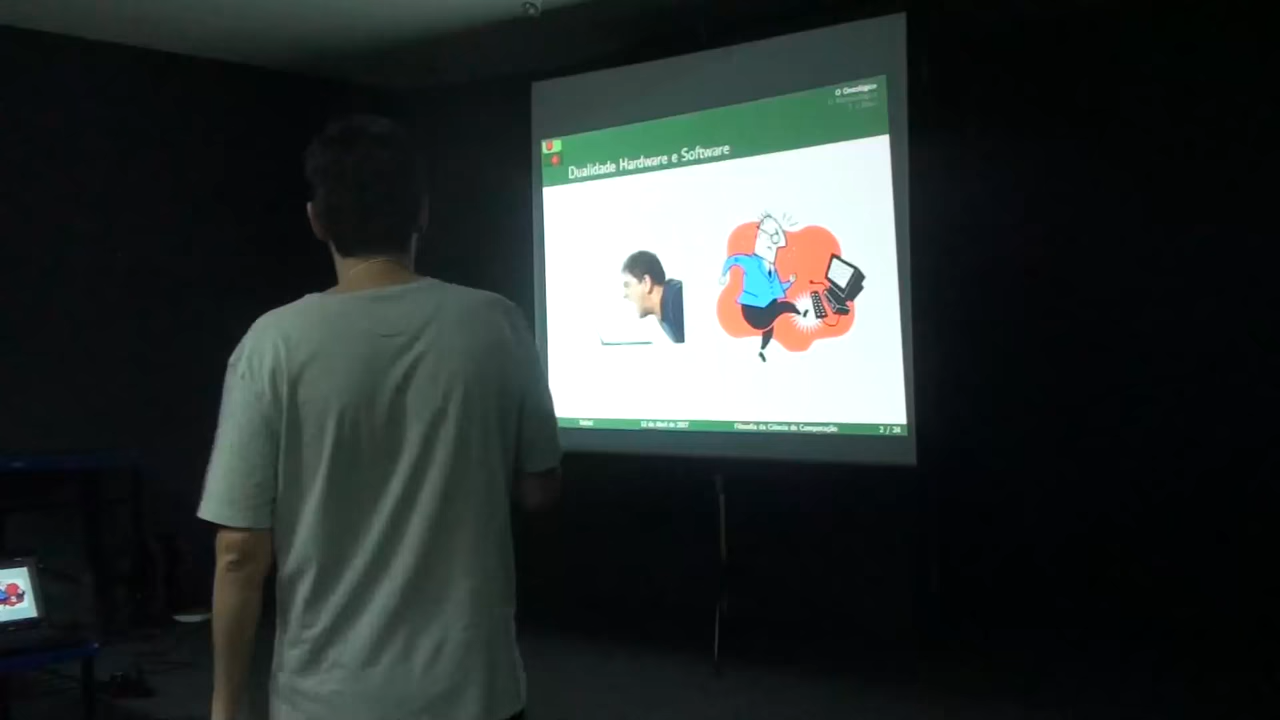 O Ontológico
Dualidade Hardware e Software
12 de Abril de 2017
Filosofia da Ciência da Computação
2 / 24